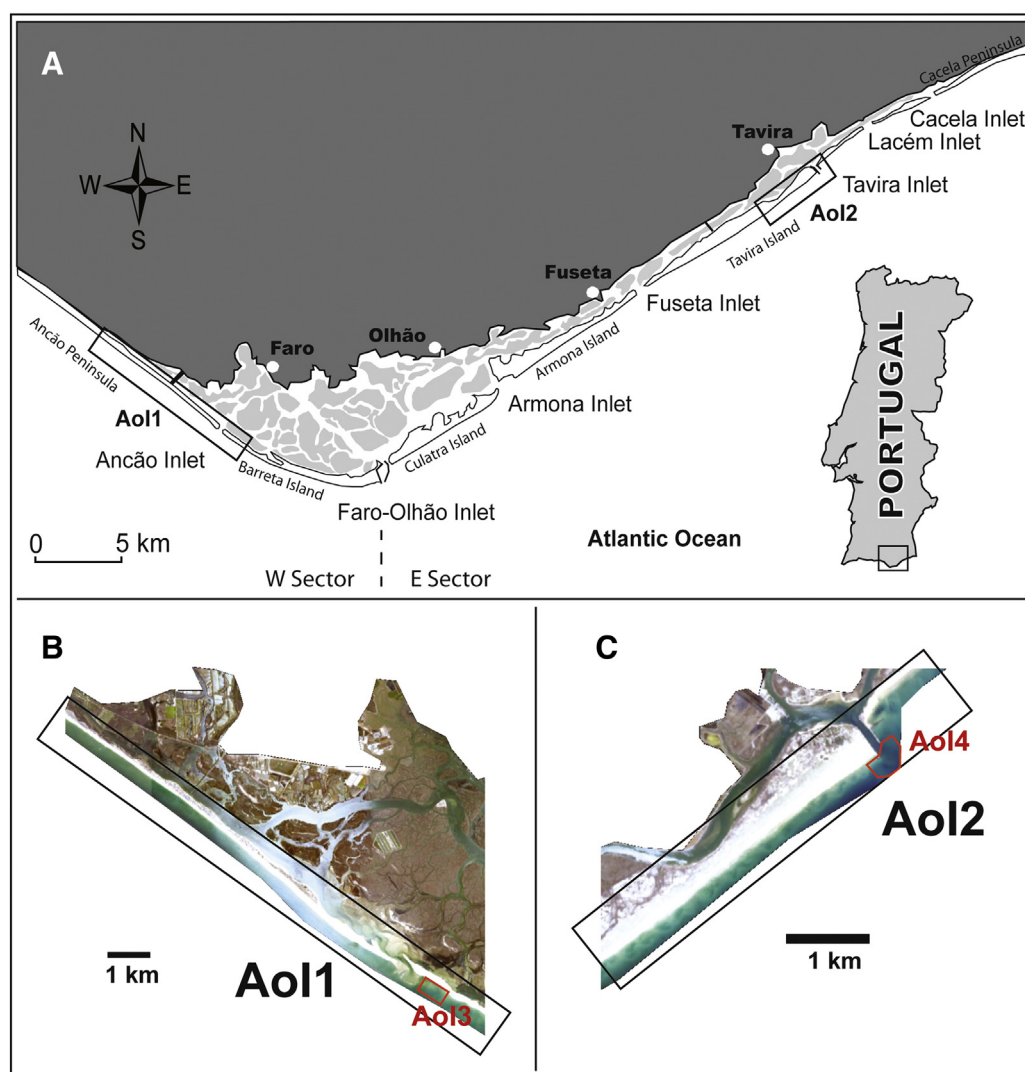 A
N
W E
S
Cacela Peninsula
Cacela Inlet
Lacém Inlet
Tavira
Tavira Inlet
AoI2
Tavira Island
Fuseta
Fuseta Inlet
Armona Island
Olhão
Faro
Ancão Peninsula
AoI1
Armona Inlet
Culatra Island
Ancão Inlet
Barreta Island
Faro-Olhão Inlet
Atlantic Ocean
PORTUGAL
0 5 km
W Sector E Sector
B
AoI1
1 km
AoI3
C
AoI4
AoI2
1 km